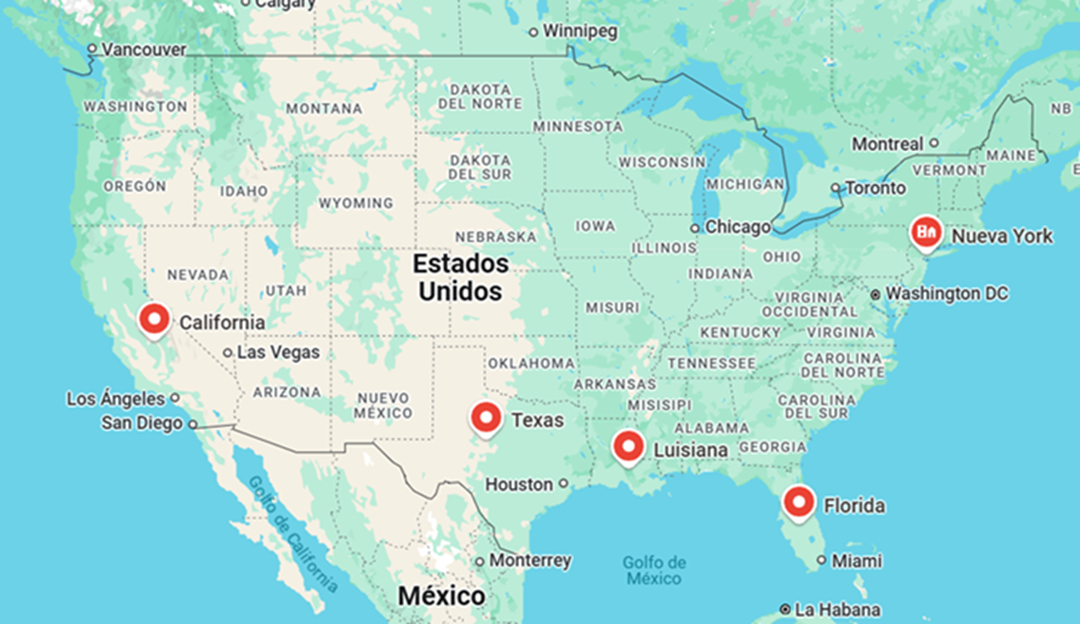 Calgary
Winnipeg
Vancouver
WASHINGTON
MONTANA
DAKOTA
DEL NORTE
MINNESOTA
NB
Montreal
MAINE
VERMONT
OREGÓN
IDAHO
DAKOTA
DEL SUR
WISCONSIN
MICHIGAN
Toronto
WYOMING
IOWA
Chicago
Nueva York
NEBRASKA
ILLINOIS
OHIO
Estados
Unidos
NEVADA
UTAH
INDIANA
Washington DC
MISURI
VIRGINIA
OCCIDENTAL
California
KENTUCKY
VIRGINIA
Las Vegas
OKLAHOMA
TENNESSEE
CAROLINA
DEL NORTE
ARKANSAS
Los Ángeles
ARIZONA
NUEVO
MÉXICO
MISISIPI
CAROLINA
DEL SUR
San Diego
Texas
ALABAMA
Luisiana
GEORGIA
Houston
Florida
Golfo de California
Monterrey
Golfo de
México
Miami
México
La Habana